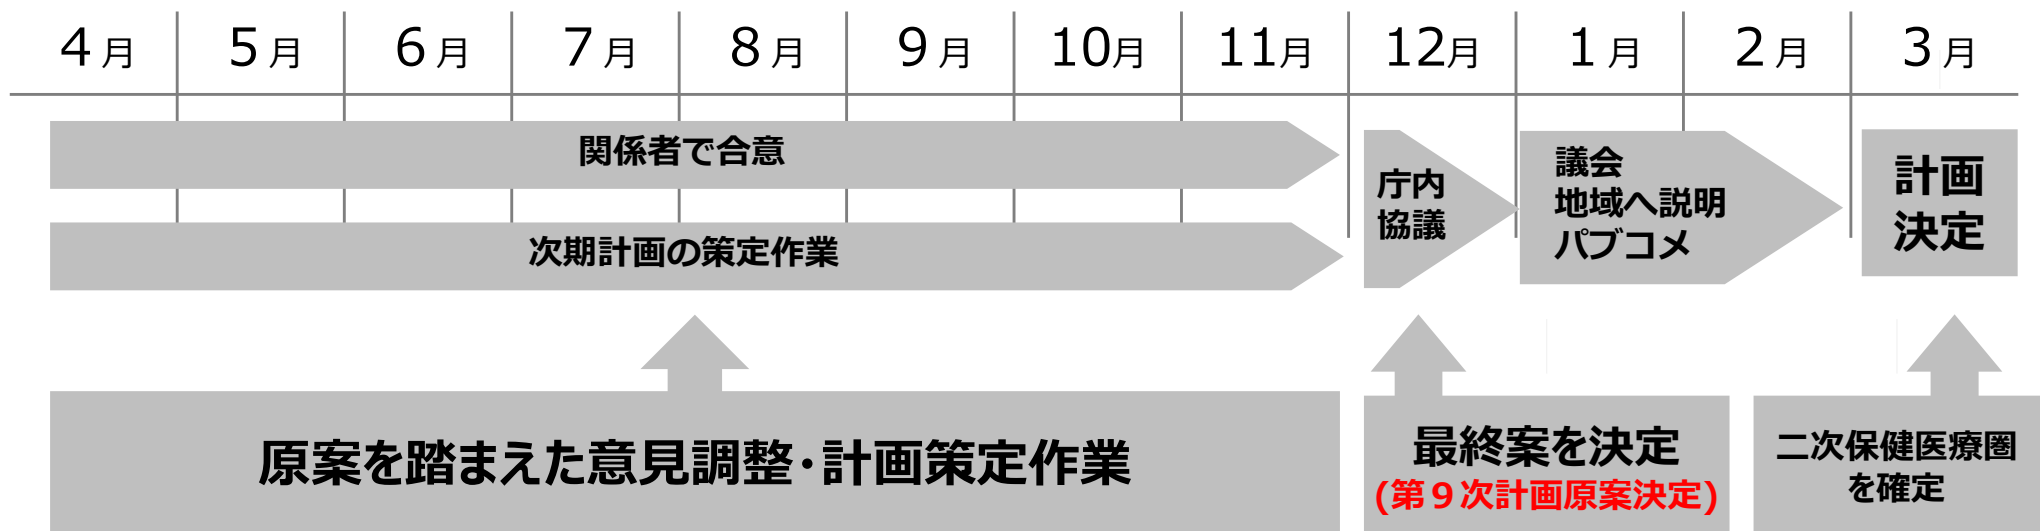 4月 5月 6月 7月 8月 9月 10月 11月 12月 1月 2月 3月
関係者で合意
次期計画の策定作業
庁内
協議
議会
地域へ説明
パブコメ
計画
決定
原案を踏まえた意見調整・計画策定作業
最終案を決定
(第９次計画原案決定)
二次保健医療圏
を確定